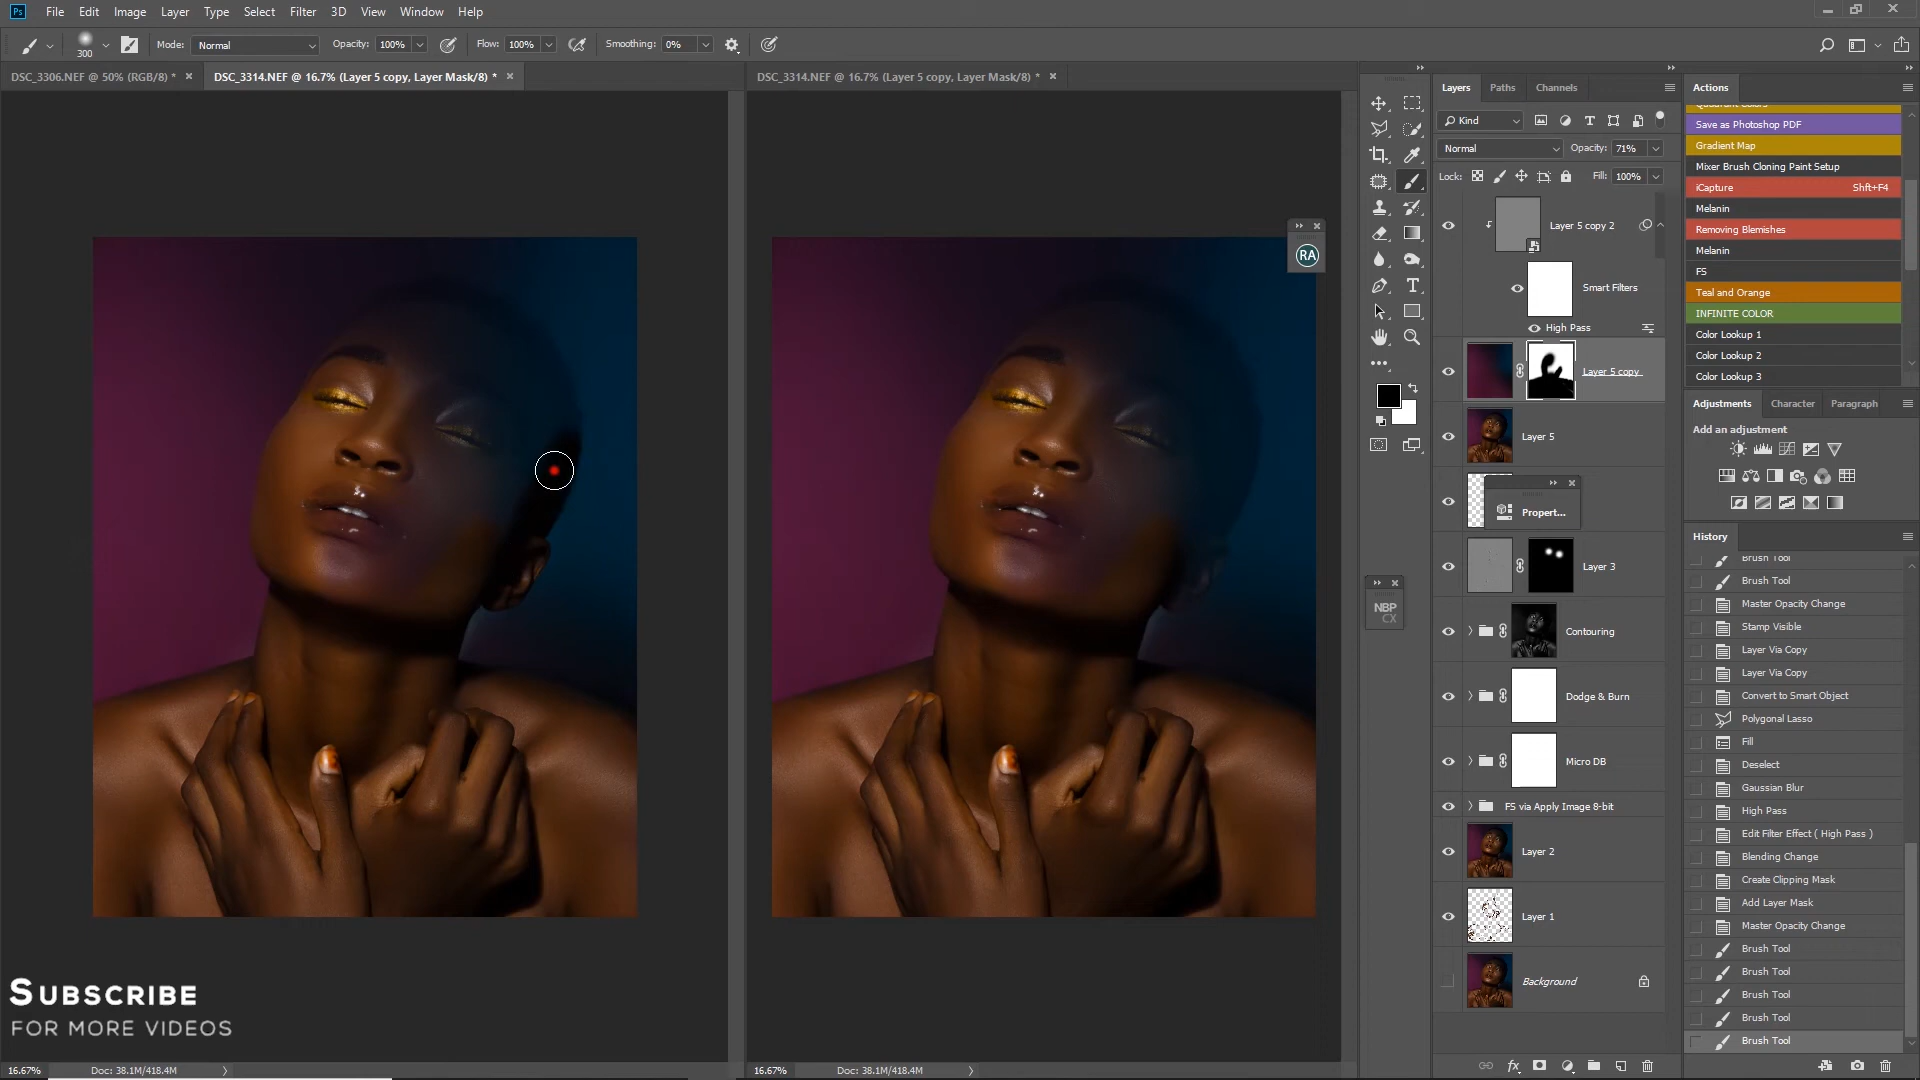 Ps File Edit Image Layer Type Select Filter 3D View Window Help
300 Mode: Normal Opacity: 100% Flow: 100% Smoothing: 0%
DSC_3306.NEF @ 50% (RGB/8) * × DSC_3314.NEF @ 16.7% (Layer 5 copy, Layer Mask/8) * × DSC_3314.NEF @ 16.7% (Layer 5 copy, Layer Mask/8) * ×
RA
NBP
CX
Layers Paths Channels
Kind
Normal Opacity: 71%
Lock: Fill: 100%
Layer 5 copy 2
Smart Filters
High Pass
Layer 5 copy
Layer 5
Propert...
Layer 3
Contouring
Dodge & Burn
Micro DB
FS via Apply Image 8-bit
Layer 2
Layer 1
Background
Actions
Quadrant Colors
Save as Photoshop PDF
Gradient Map
Mixer Brush Cloning Paint Setup
iCapture Shft+F4
Melanin
Removing Blemishes
Melanin
FS
Teal and Orange
INFINITE COLOR
Color Lookup 1
Color Lookup 2
Color Lookup 3
Adjustments Character Paragraph
Add an adjustment
History
Brush Tool
Brush Tool
Master Opacity Change
Stamp Visible
Layer Via Copy
Layer Via Copy
Convert to Smart Object
Polygonal Lasso
Fill
Deselect
Gaussian Blur
High Pass
Edit Filter Effect ( High Pass )
Blending Change
Create Clipping Mask
Add Layer Mask
Master Opacity Change
Brush Tool
Brush Tool
Brush Tool
Brush Tool
Brush Tool
SUBSCRIBE
FOR MORE VIDEOS
16.67% Doc: 38.1M/418.4M
16.67% Doc: 38.1M/418.4M